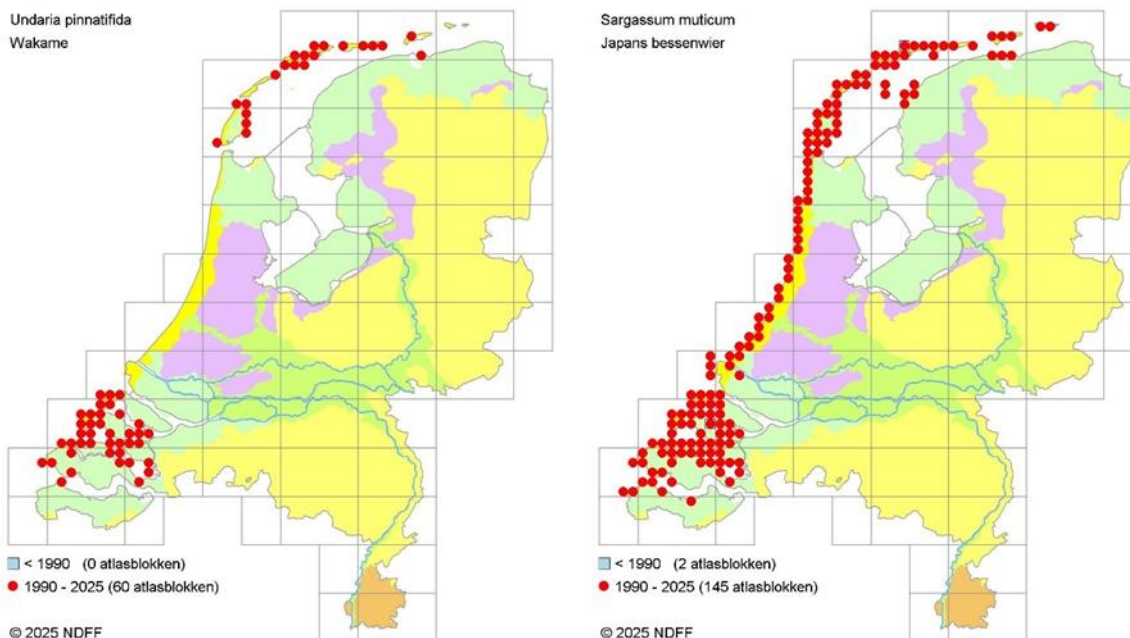 Undaria pinnatifida
Wakame
< 1990 (0 atlasblokken)
1990 - 2025 (60 atlasblokken)
© 2025 NDFF
Sargassum muticum
Japans bessenwier
< 1990 (2 atlasblokken)
1990 - 2025 (145 atlasblokken)
© 2025 NDFF